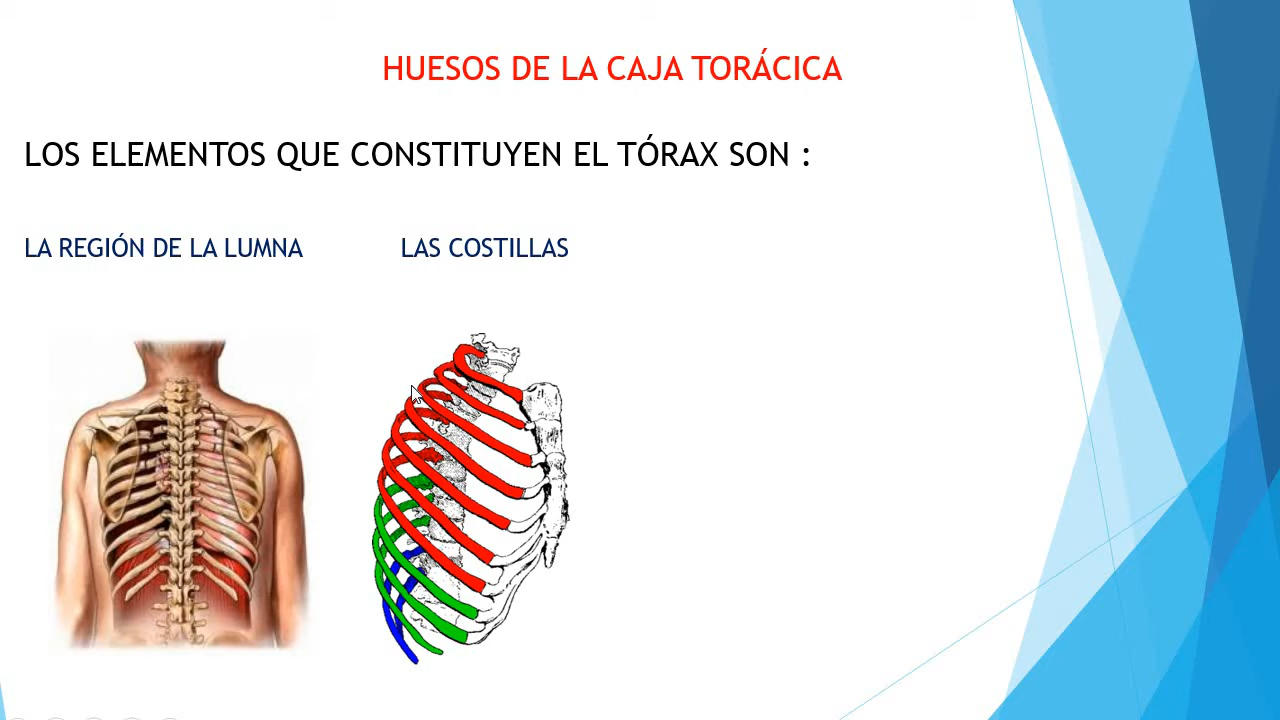 HUESOS DE LA CAJA TORÁCICA
LOS ELEMENTOS QUE CONSTITUYEN EL TÓRAX SON :
LA REGIÓN DE LA LUMNA
LAS COSTILLAS